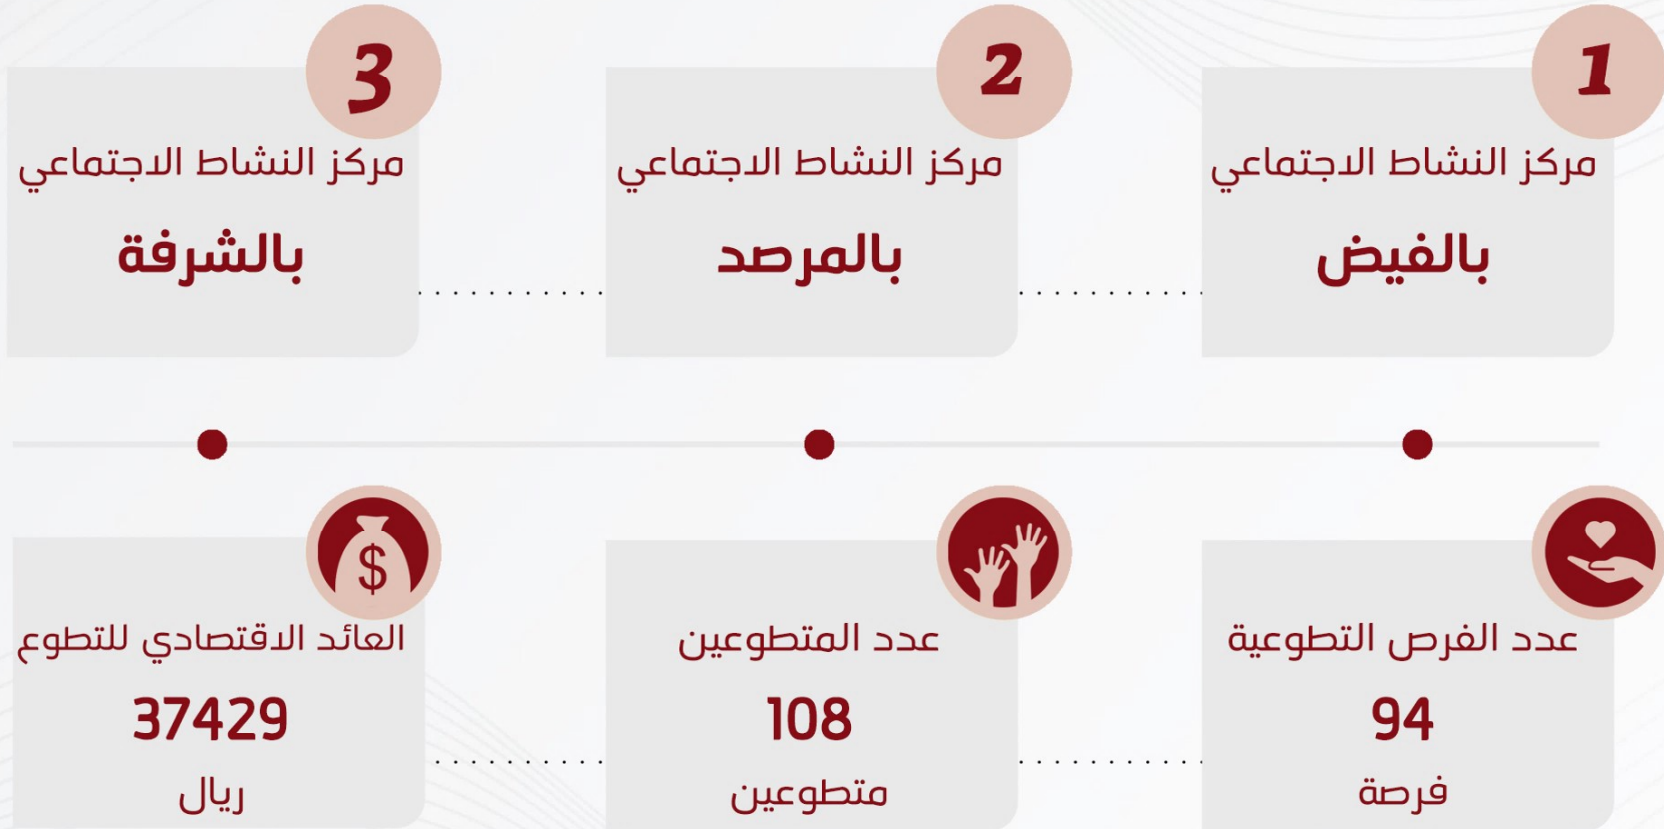 1
مركز النشاط الاجتماعي
بالفيض
2
مركز النشاط الاجتماعي
بالمرصد
3
مركز النشاط الاجتماعي
بالشرفة
عدد الفرص التطوعية
94
فرصة
عدد المتطوعين
108
متطوعين
$
العائد الاقتصادي للتطوع
37429
ريال